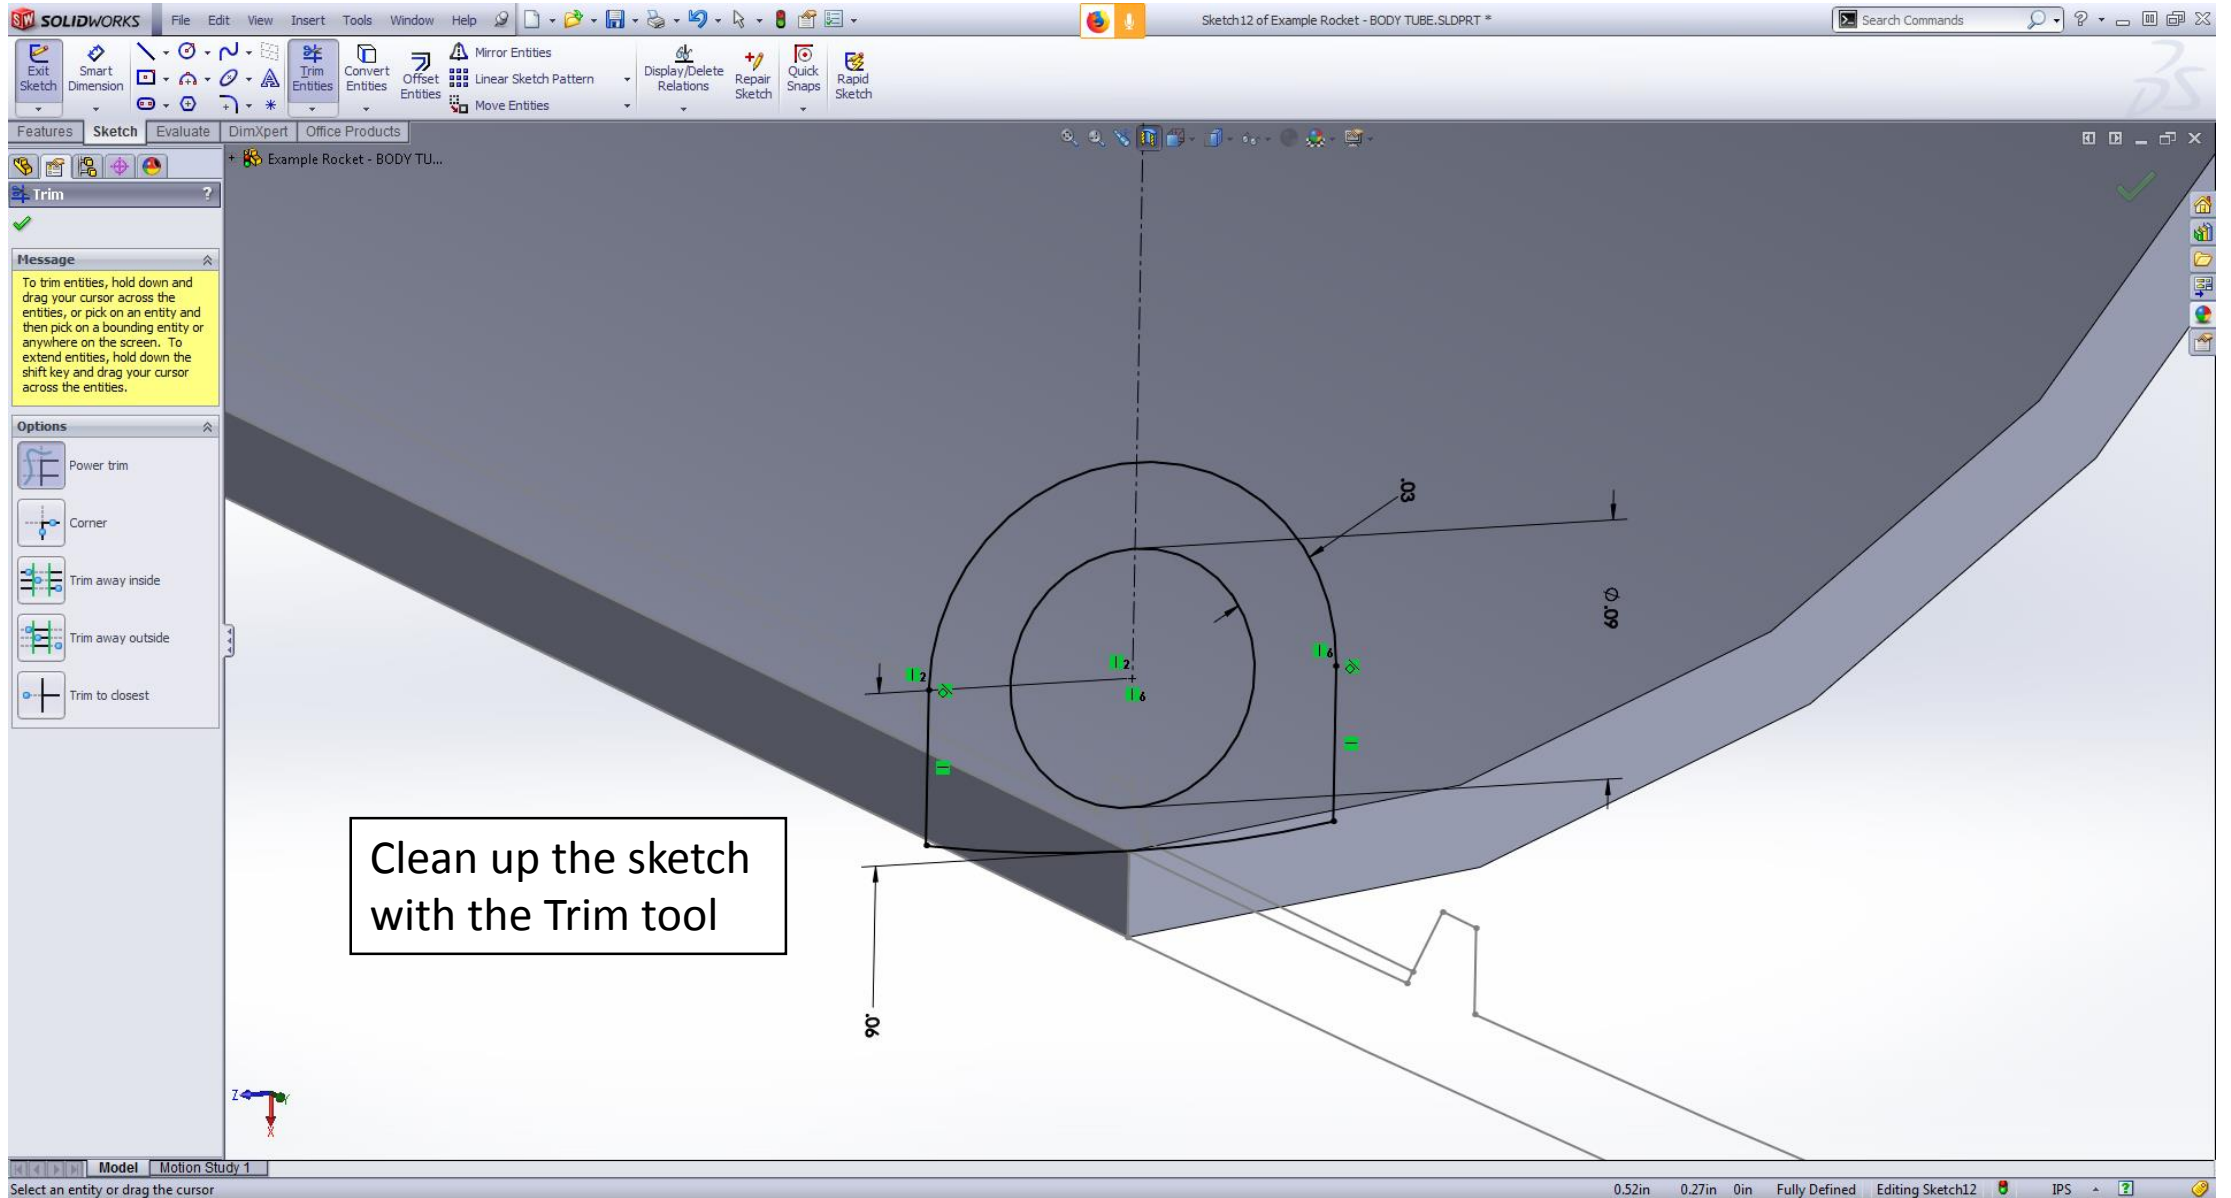 SOLIDWORKS File Edit View Insert Tools Window Help Sketch12 of Example Rocket - BODY TUBE.SLDPRT * Search Commands
Exit Sketch
Smart Dimension
Trim Entities
Convert Entities
Offset Entities
Mirror Entities
Linear Sketch Pattern
Move Entities
Display/Delete Relations
Repair Sketch
Quick Snaps
Rapid Sketch
Features Sketch Evaluate DimXpert Office Products
Example Rocket - BODY TU...
Trim ?
Message
To trim entities, hold down and
drag your cursor across the
entities, or pick on an entity and
then pick on a bounding entity or
anywhere on the screen. To
extend entities, hold down the
shift key and drag your cursor
across the entities.
Options
Power trim
Corner
Trim away inside
Trim away outside
Trim to closest
.03
Ø.09
2
2
6
6
.06
Clean up the sketch
with the Trim tool
Z
Y
X
Model Motion Study 1
Select an entity or drag the cursor 0.52in 0.27in 0in Fully Defined Editing Sketch12 IPS